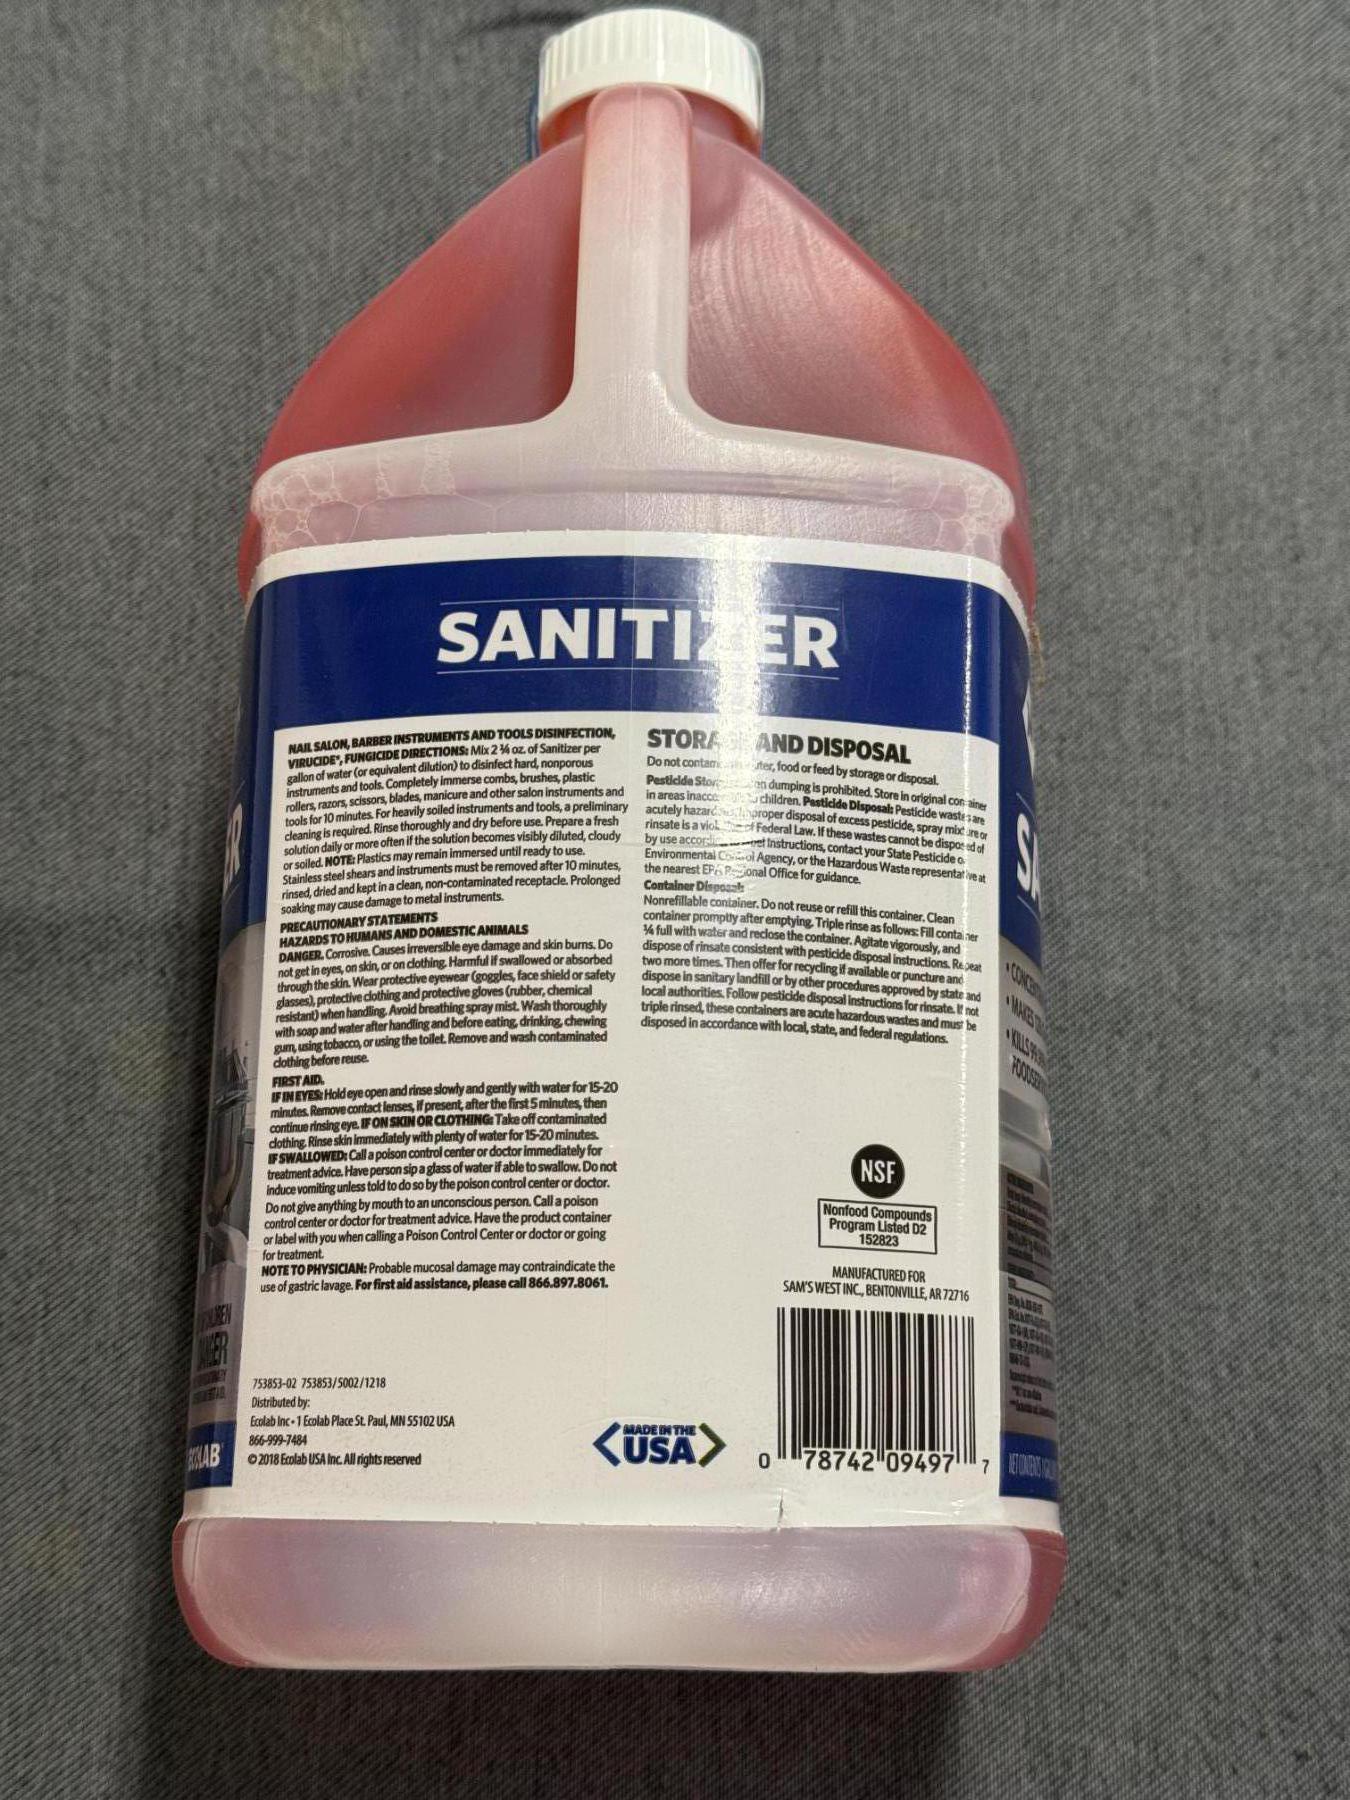 SANITIZER
NAIL SALON, BARBER INSTRUMENTS AND TOOLS DISINFECTION,
VIRUCIDE*, FUNGICIDE DIRECTIONS: Mix 2 ¾ oz. of Sanitizer per
gallon of water (or equivalent dilution) to disinfect hard, nonporous
instruments and tools. Completely immerse combs, brushes, plastic
rollers, razors, scissors, blades, manicure and other salon instruments and
tools for 10 minutes. For heavily soiled instruments and tools, a preliminary
cleaning is required. Rinse thoroughly and dry before use. Prepare a fresh
solution daily or more often if the solution becomes visibly diluted, cloudy
or soiled. NOTE: Plastics may remain immersed until ready to use.
Stainless steel shears and instruments must be removed after 10 minutes,
rinsed, dried and kept in a clean, non-contaminated receptacle. Prolonged
soaking may cause damage to metal instruments.
PRECAUTIONARY STATEMENTS
HAZARDS TO HUMANS AND DOMESTIC ANIMALS
DANGER. Corrosive. Causes irreversible eye damage and skin burns. Do
not get in eyes, on skin, or on clothing. Harmful if swallowed or absorbed
through the skin. Wear protective eyewear (goggles, face shield or safety
glasses), protective clothing and protective gloves (rubber, chemical
resistant) when handling. Avoid breathing spray mist. Wash thoroughly
with soap and water after handling and before eating, drinking, chewing
gum, using tobacco, or using the toilet. Remove and wash contaminated
clothing before reuse.
FIRST AID.
IF IN EYES: Hold eye open and rinse slowly and gently with water for 15-20
minutes. Remove contact lenses, if present, after the first 5 minutes, then
continue rinsing eye. IF ON SKIN OR CLOTHING: Take off contaminated
clothing. Rinse skin immediately with plenty of water for 15-20 minutes.
IF SWALLOWED: Call a poison control center or doctor immediately for
treatment advice. Have person sip a glass of water if able to swallow. Do not
induce vomiting unless told to do so by the poison control center or doctor.
Do not give anything by mouth to an unconscious person. Call a poison
control center or doctor for treatment advice. Have the product container
or label with you when calling a Poison Control Center or doctor or going
for treatment.
NOTE TO PHYSICIAN: Probable mucosal damage may contraindicate the
use of gastric lavage. For first aid assistance, please call 866.897.8061.
753853-02 753853/5002/1218
Distributed by:
Ecolab Inc • 1 Ecolab Place St. Paul, MN 55102 USA
866-999-7484
© 2018 Ecolab USA Inc. All rights reserved
STORAGE AND DISPOSAL
Do not contaminate water, food or feed by storage or disposal.
Pesticide Storage: Open dumping is prohibited. Store in original container
in areas inaccessible to children. Pesticide Disposal: Pesticide wastes are
acutely hazardous. Improper disposal of excess pesticide, spray mixture or
rinsate is a violation of Federal Law. If these wastes cannot be disposed of
by use according to label Instructions, contact your State Pesticide or
Environmental Control Agency, or the Hazardous Waste representative at
the nearest EPA Regional Office for guidance.
Container Disposal:
Nonrefillable container. Do not reuse or refill this container. Clean
container promptly after emptying. Triple rinse as follows: Fill container
¼ full with water and reclose the container. Agitate vigorously, and
dispose of rinsate consistent with pesticide disposal instructions. Repeat
two more times. Then offer for recycling if available or puncture and
dispose in sanitary landfill or by other procedures approved by state and
local authorities. Follow pesticide disposal instructions for rinsate. If not
triple rinsed, these containers are acute hazardous wastes and must be
disposed in accordance with local, state, and federal regulations.
NSF
Nonfood Compounds
Program Listed D2
152823
MANUFACTURED FOR
SAM'S WEST INC., BENTONVILLE, AR 72716
MADE IN THE
USA
0 78742 09497 7
• MAKES
• KILLS 99.9